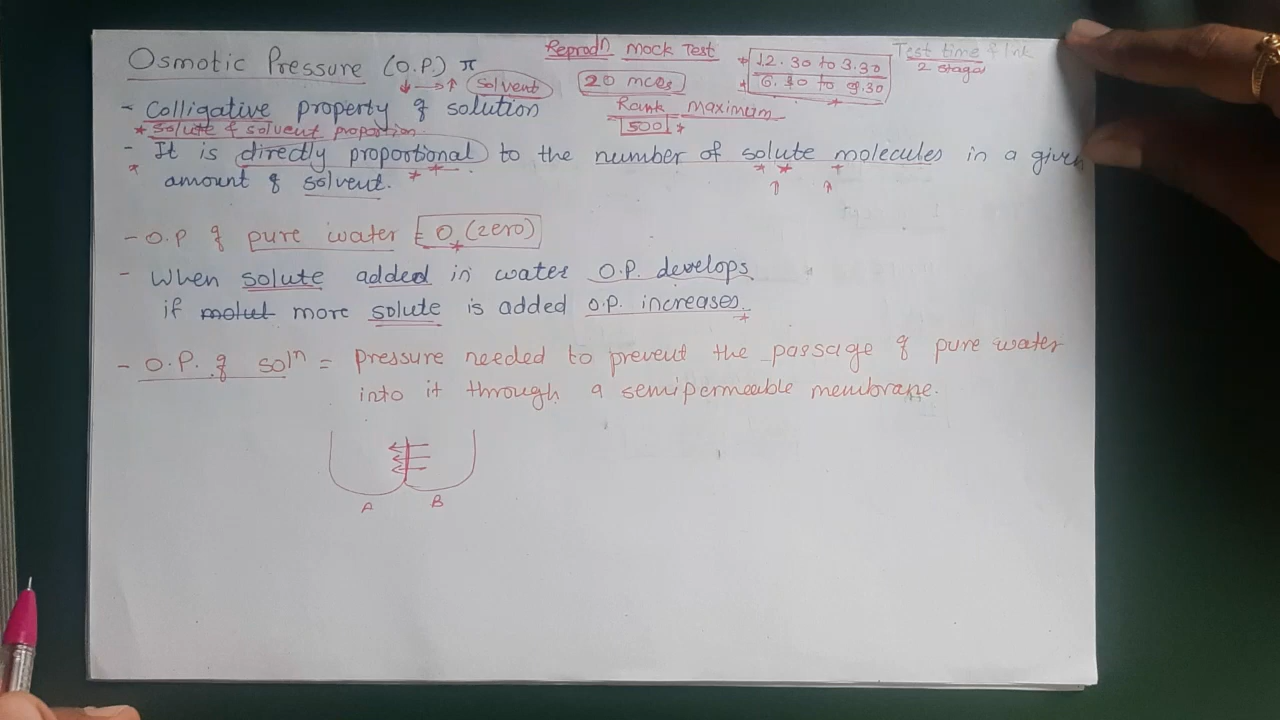 Osmotic Pressure (O.P.) π
↓ → ↑ Solvent
Reprodn Mock Test
20 mcqs
* 12.30 to 3.30
* 6.30 to 9.30
Test time & link
2 stage
Rank Maximum
500 *
- Colligative property of solution
* Solute & solvent proportion
- It is directly proportional to the number of solute molecules in a given
amount of solvent.
- O.P of pure water = 0 (zero)
- When solute added in water O.P. develops
if more solute is added O.P. increases.
- O.P. of solⁿ = pressure needed to prevent the passage of pure water
into it through a semipermeable membrane.
A B